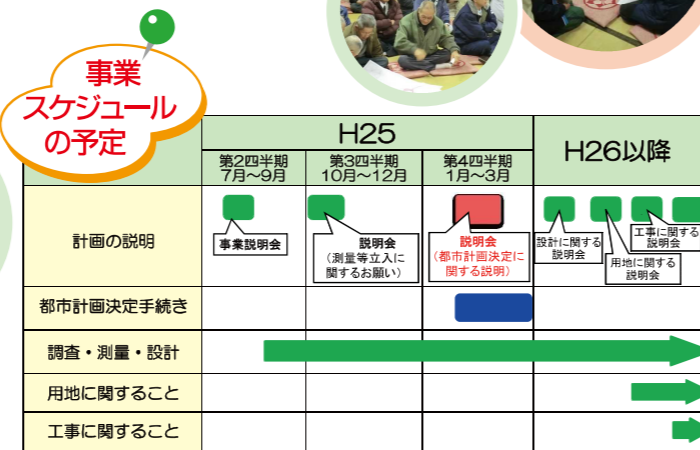 事業
スケジュール
の予定
H25
H26以降
第2四半期
7月～9月
第3四半期
10月～12月
第4四半期
1月～3月
計画の説明
事業説明会
説明会
（測量等立入に
関するお願い）
説明会
（都市計画決定に
関する説明）
設計に関する
説明会
用地に関する
説明会
工事に関する
説明会
都市計画決定手続き
調査・測量・設計
用地に関すること
工事に関すること